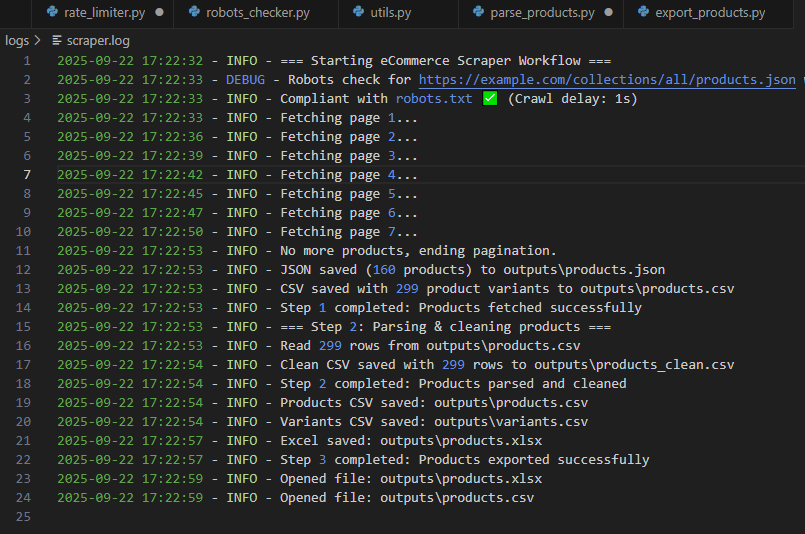 rate_limiter.py ● robots_checker.py utils.py parse_products.py ● export_products.py
logs > scraper.log
1 2025-09-22 17:22:32 - INFO - === Starting eCommerce Scraper Workflow ===
2 2025-09-22 17:22:33 - DEBUG - Robots check for https://example.com/collections/all/products.json
3 2025-09-22 17:22:33 - INFO - Compliant with robots.txt ✅ (Crawl delay: 1s)
4 2025-09-22 17:22:33 - INFO - Fetching page 1...
5 2025-09-22 17:22:36 - INFO - Fetching page 2...
6 2025-09-22 17:22:39 - INFO - Fetching page 3...
7 2025-09-22 17:22:42 - INFO - Fetching page 4...
8 2025-09-22 17:22:45 - INFO - Fetching page 5...
9 2025-09-22 17:22:47 - INFO - Fetching page 6...
10 2025-09-22 17:22:50 - INFO - Fetching page 7...
11 2025-09-22 17:22:53 - INFO - No more products, ending pagination.
12 2025-09-22 17:22:53 - INFO - JSON saved (160 products) to outputs\products.json
13 2025-09-22 17:22:53 - INFO - CSV saved with 299 product variants to outputs\products.csv
14 2025-09-22 17:22:53 - INFO - Step 1 completed: Products fetched successfully
15 2025-09-22 17:22:53 - INFO - === Step 2: Parsing & cleaning products ===
16 2025-09-22 17:22:53 - INFO - Read 299 rows from outputs\products.csv
17 2025-09-22 17:22:54 - INFO - Clean CSV saved with 299 rows to outputs\products_clean.csv
18 2025-09-22 17:22:54 - INFO - Step 2 completed: Products parsed and cleaned
19 2025-09-22 17:22:54 - INFO - Products CSV saved: outputs\products.csv
20 2025-09-22 17:22:54 - INFO - Variants CSV saved: outputs\variants.csv
21 2025-09-22 17:22:57 - INFO - Excel saved: outputs\products.xlsx
22 2025-09-22 17:22:57 - INFO - Step 3 completed: Products exported successfully
23 2025-09-22 17:22:59 - INFO - Opened file: outputs\products.xlsx
24 2025-09-22 17:22:59 - INFO - Opened file: outputs\products.csv
25